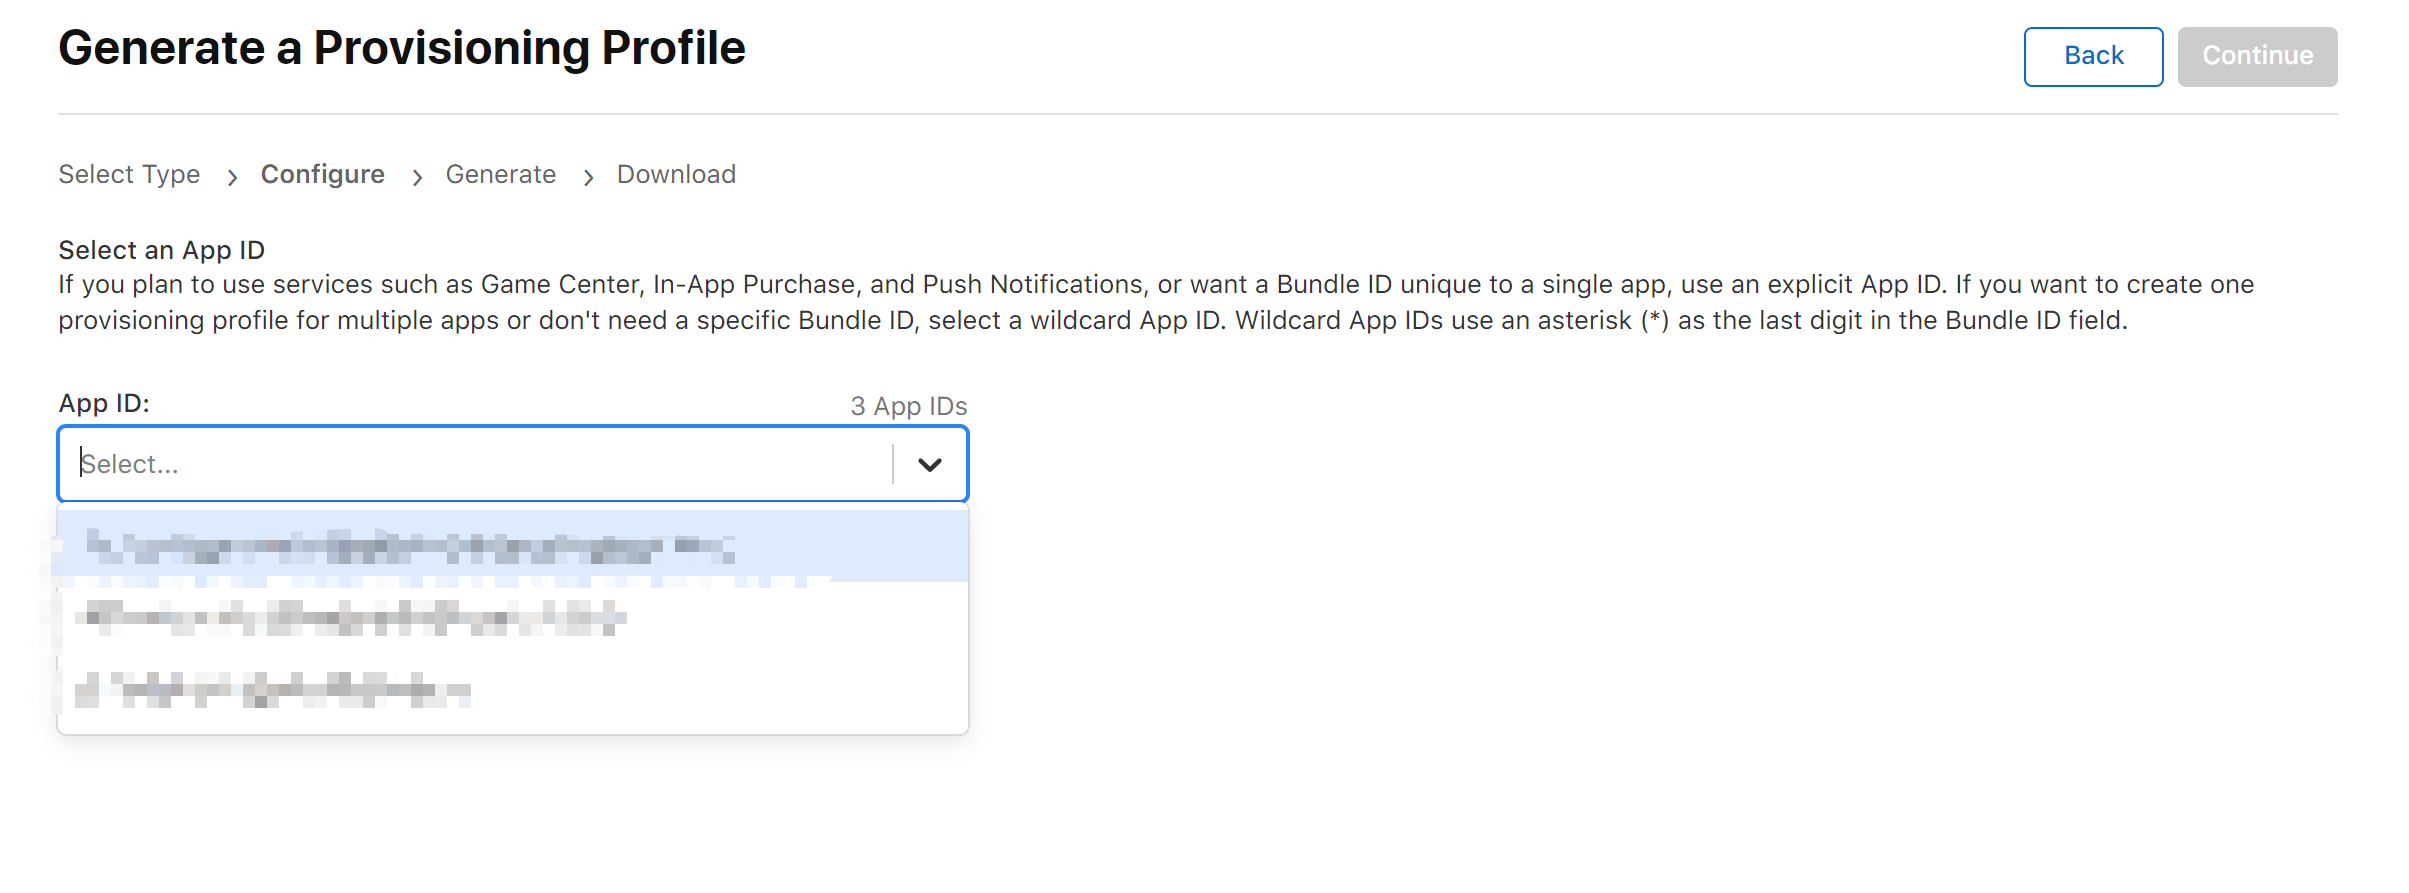 Generate a Provisioning Profile
Back
Continue
Select Type > Configure > Generate > Download
Select an App ID
If you plan to use services such as Game Center, In-App Purchase, and Push Notifications, or want a Bundle ID unique to a single app, use an explicit App ID. If you want to create one
provisioning profile for multiple apps or don't need a specific Bundle ID, select a wildcard App ID. Wildcard App IDs use an asterisk (*) as the last digit in the Bundle ID field.
App ID:
3 App IDs
Select...